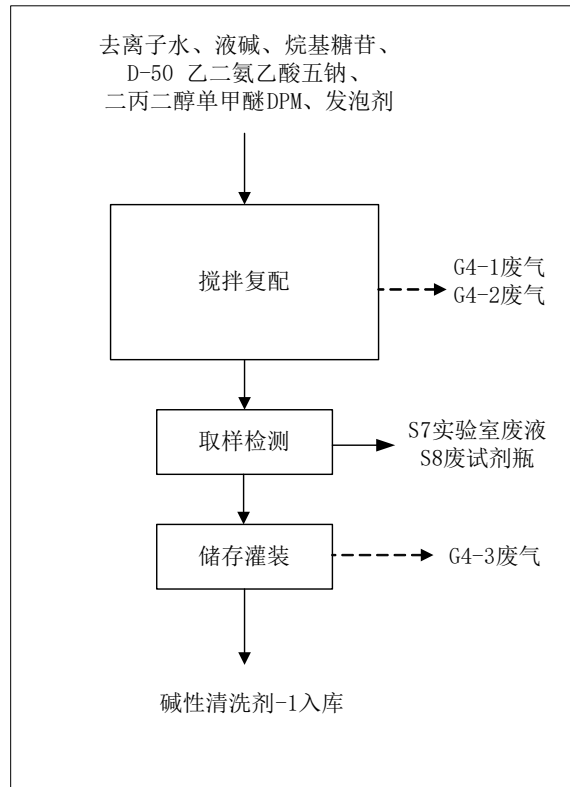 去离子水、液碱、烷基糖苷、
D-50 乙二氨乙酸五钠、
二丙二醇单甲醚DPM、发泡剂
搅拌复配
G4-1废气
G4-2废气
取样检测
S7实验室废液
S8废试剂瓶
储存灌装
G4-3废气
碱性清洗剂-1入库